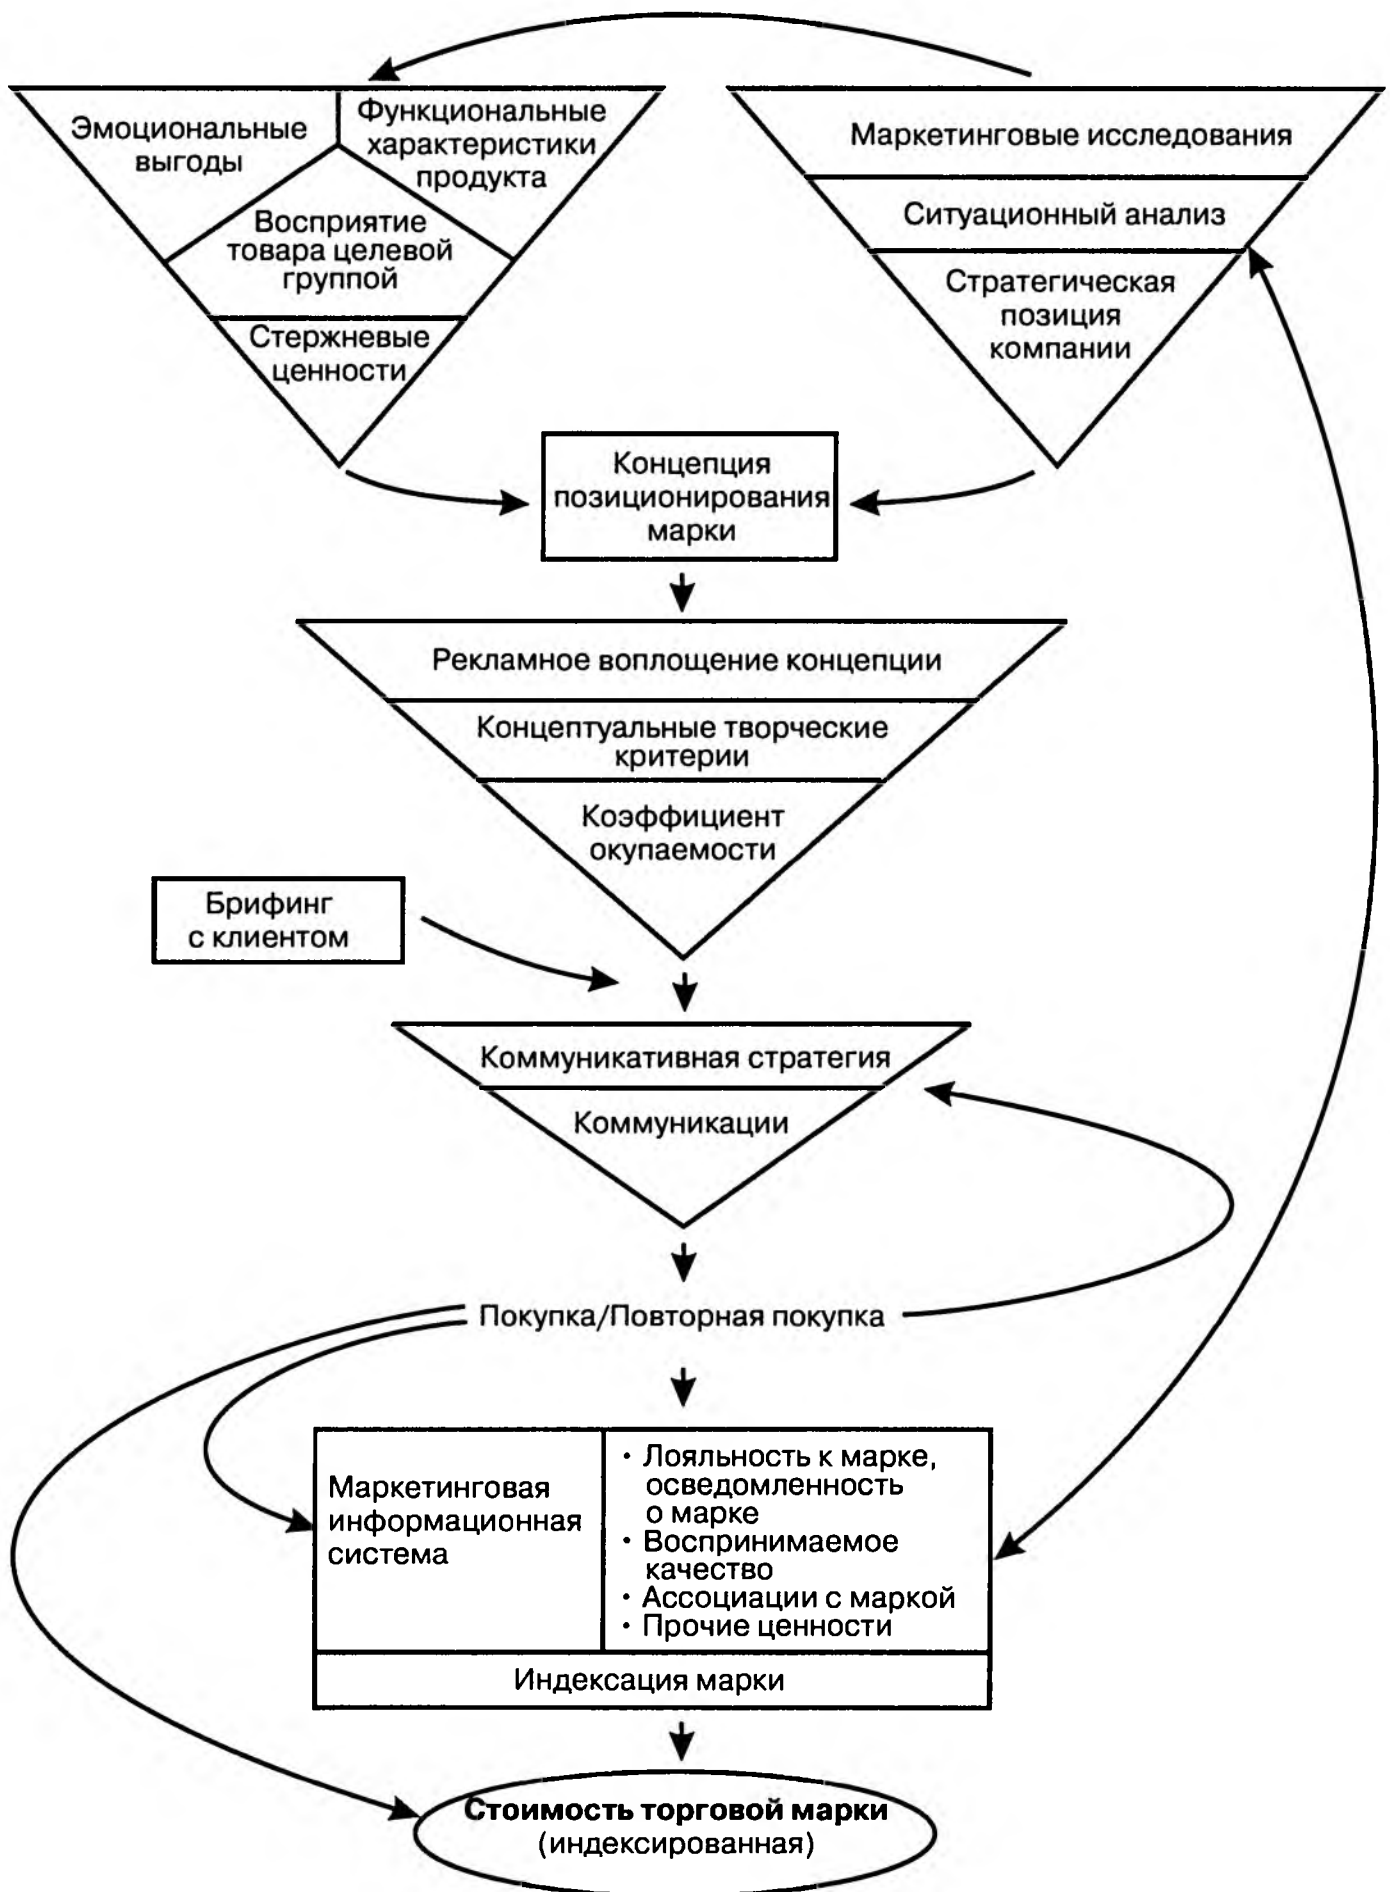 Эмоциональные
выгоды
Функциональные
характеристики
продукта
Восприятие
товара целевой
группой
Стержневые
ценности
Маркетинговые исследования
Ситуационный анализ
Стратегическая
позиция
компании
Концепция
позиционирования
марки
Рекламное воплощение концепции
Концептуальные творческие
критерии
Коэффициент
окупаемости
Брифинг
с клиентом
Коммуникативная стратегия
Коммуникации
Покупка/Повторная покупка
Маркетинговая
информационная
система
• Лояльность к марке,
осведомленность
о марке
• Воспринимаемое
качество
• Ассоциации с маркой
• Прочие ценности
Индексация марки
Стоимость торговой марки
(индексированная)